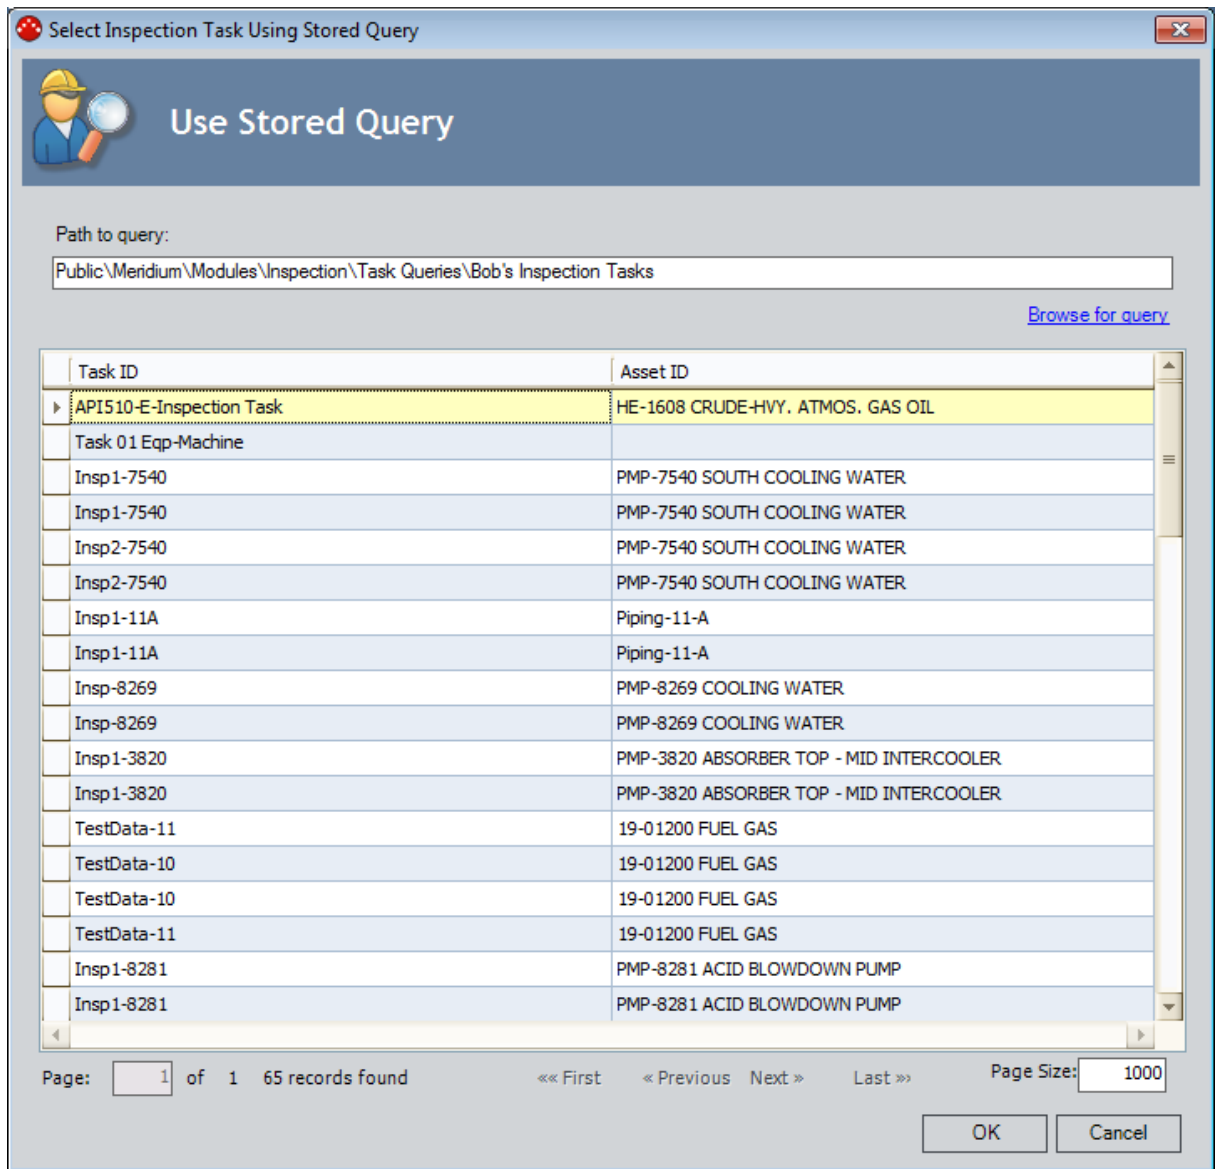 Select Inspection Task Using Stored Query
Use Stored Query
Path to query:
Public\Meridium\Modules\Inspection\Task Queries\Bob's Inspection Tasks
Browse for query
Task ID Asset ID
API510-E-Inspection Task HE-1608 CRUDE-HVY. ATMOS. GAS OIL
Task 01 Eqp-Machine
Insp1-7540 PMP-7540 SOUTH COOLING WATER
Insp1-7540 PMP-7540 SOUTH COOLING WATER
Insp2-7540 PMP-7540 SOUTH COOLING WATER
Insp2-7540 PMP-7540 SOUTH COOLING WATER
Insp1-11A Piping-11-A
Insp1-11A Piping-11-A
Insp-8269 PMP-8269 COOLING WATER
Insp-8269 PMP-8269 COOLING WATER
Insp1-3820 PMP-3820 ABSORBER TOP - MID INTERCOOLER
Insp1-3820 PMP-3820 ABSORBER TOP - MID INTERCOOLER
TestData-11 19-01200 FUEL GAS
TestData-10 19-01200 FUEL GAS
TestData-10 19-01200 FUEL GAS
TestData-11 19-01200 FUEL GAS
Insp1-8281 PMP-8281 ACID BLOWDOWN PUMP
Insp1-8281 PMP-8281 ACID BLOWDOWN PUMP
Page: 1 of 1 65 records found «« First « Previous Next » Last »» Page Size: 1000
OK Cancel